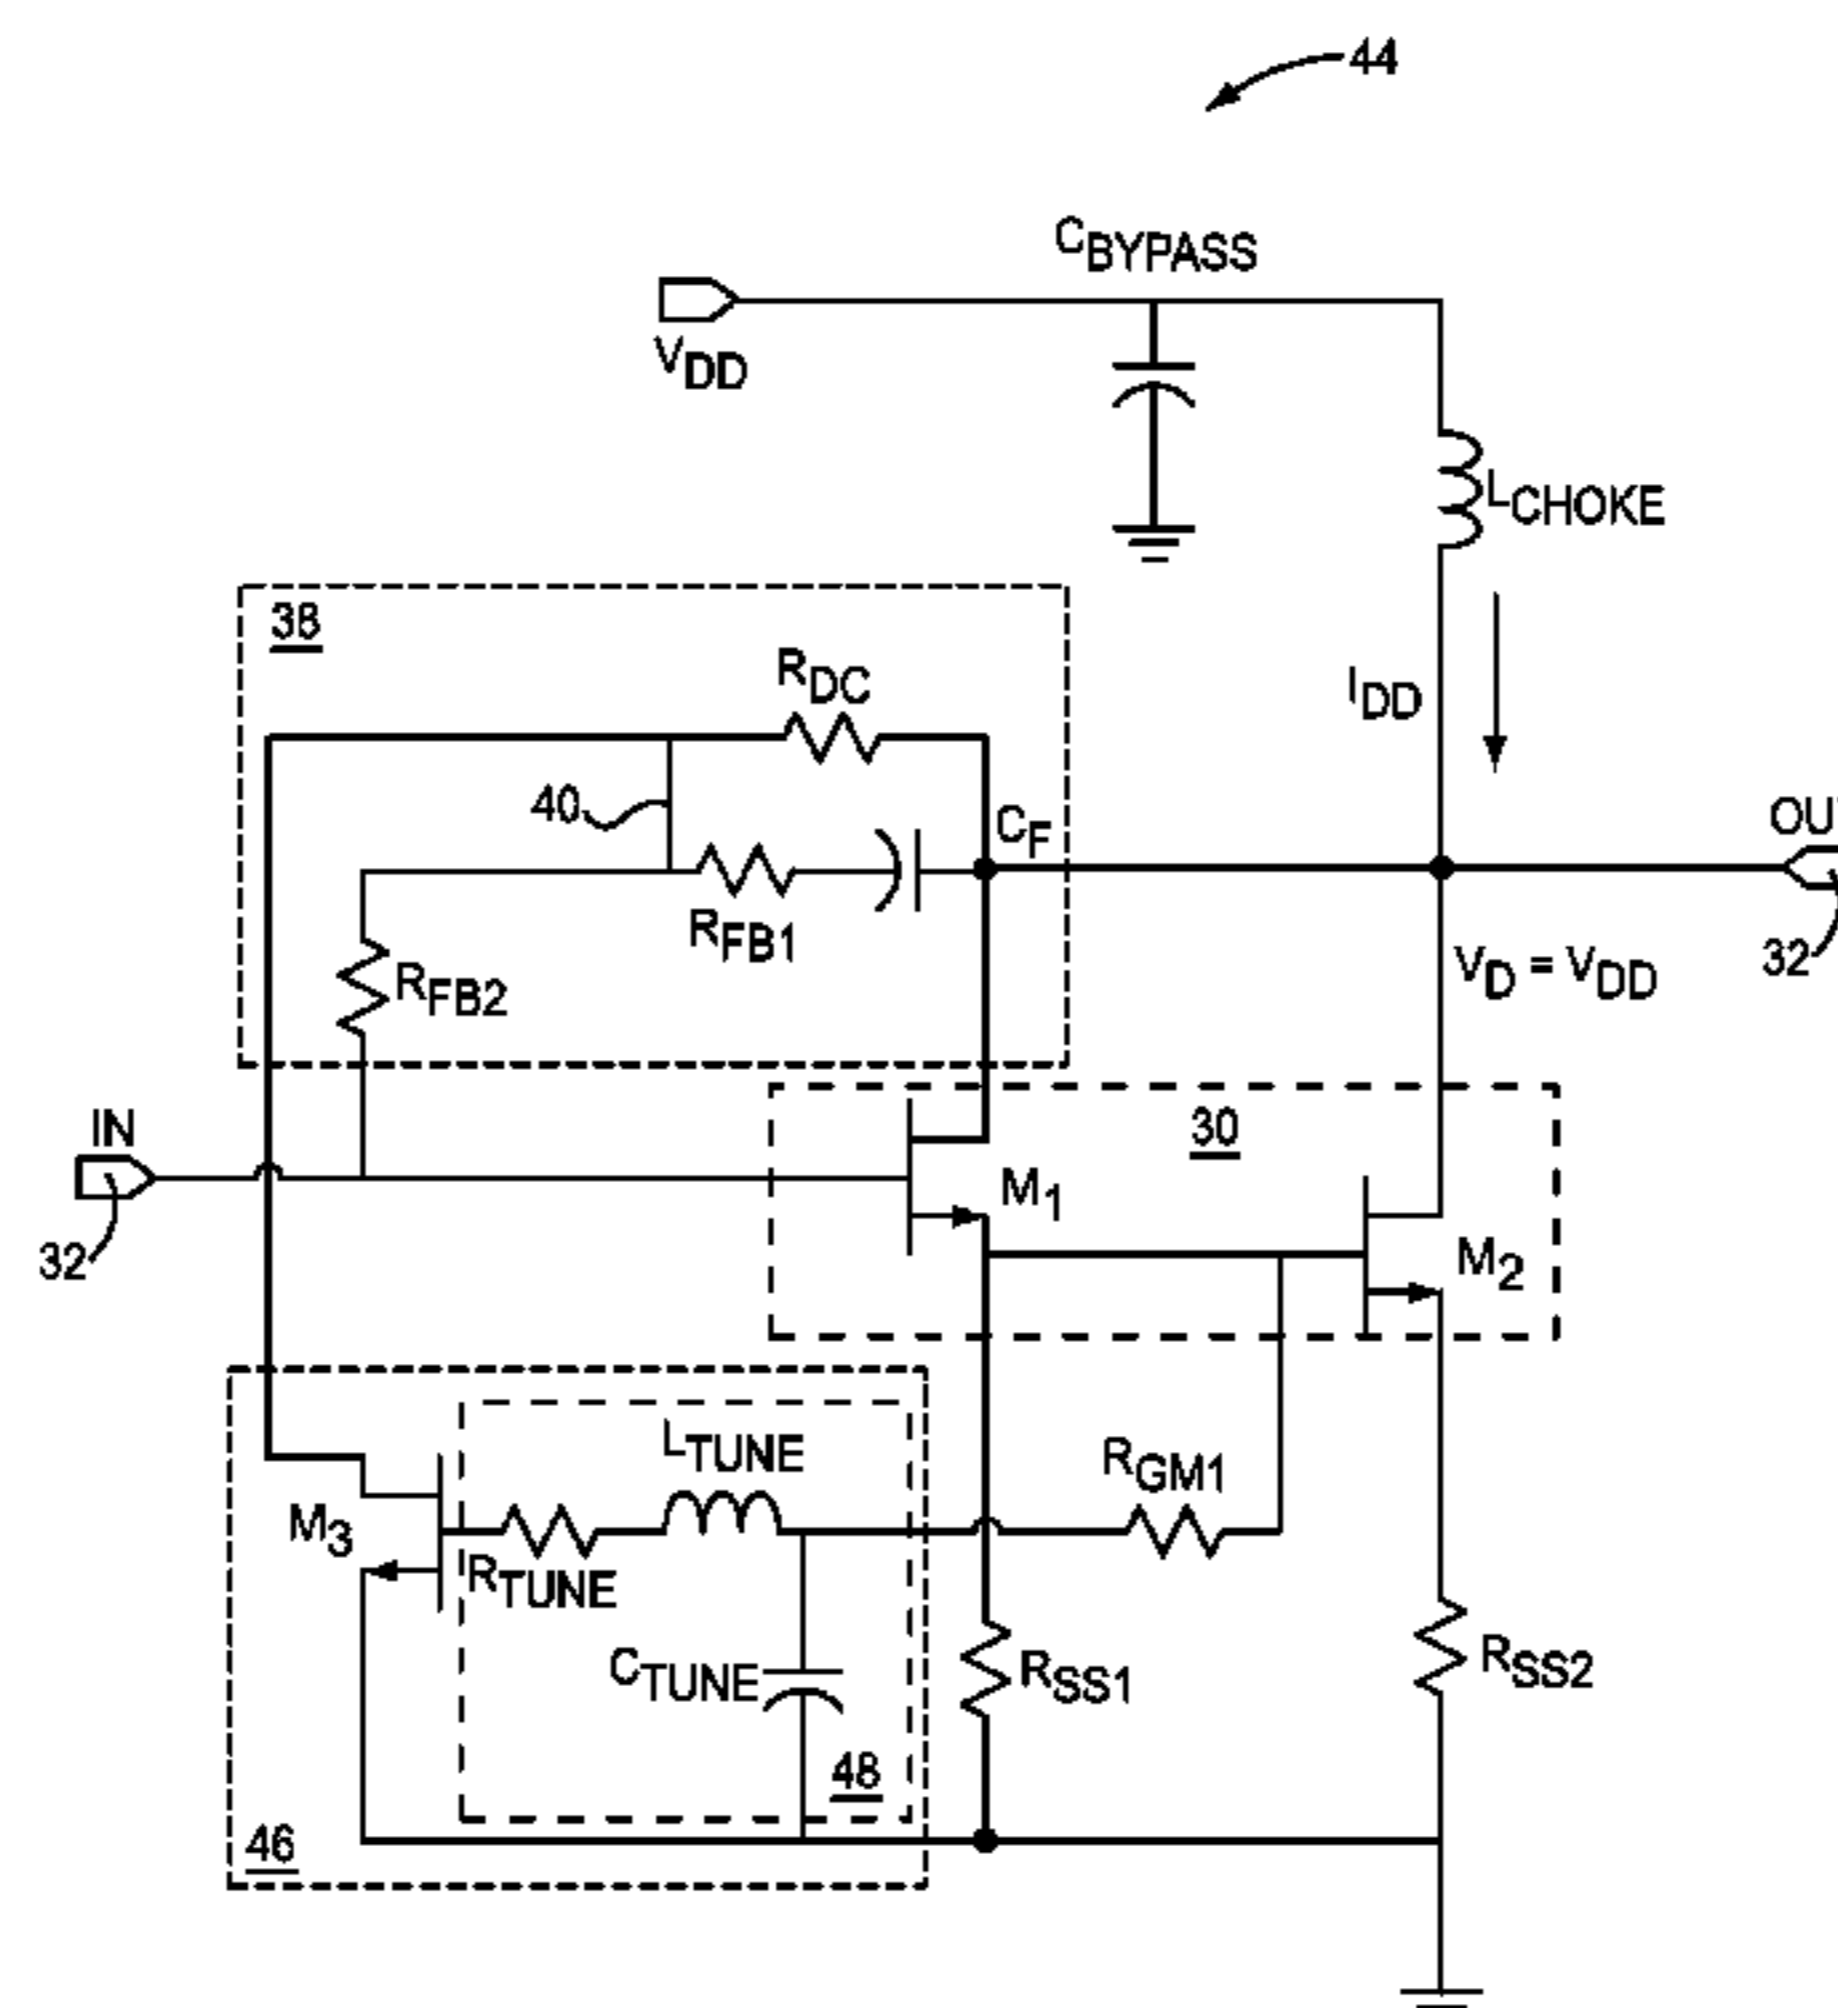 44
CBYPASS
VDD
LCHOKE
38
RDC
IDD
40
CF
OU
RFB1
RFB2
VD = VDD
32
IN
30
M1
32
M2
LTUNE
RGM1
M3
RTUNE
CTUNE
RSS1
RSS2
48
46